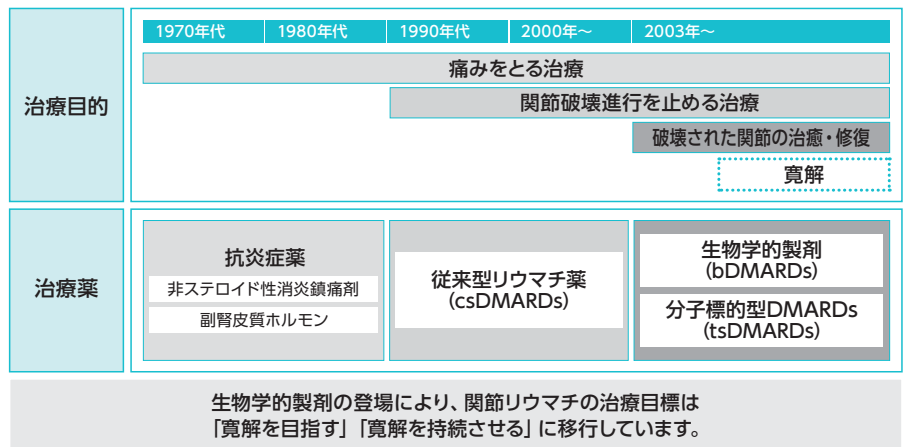 治療目的
1970年代
1980年代
1990年代
2000年～
2003年～
痛みをとる治療
関節破壊進行を止める治療
破壊された関節の治癒・修復
寛解
治療薬
抗炎症薬
非ステロイド性消炎鎮痛剤
副腎皮質ホルモン
従来型リウマチ薬
(csDMARDs)
生物学的製剤
(bDMARDs)
分子標的型DMARDs
(tsDMARDs)
生物学的製剤の登場により、関節リウマチの治療目標は
「寛解を目指す」「寛解を持続させる」に移行しています。